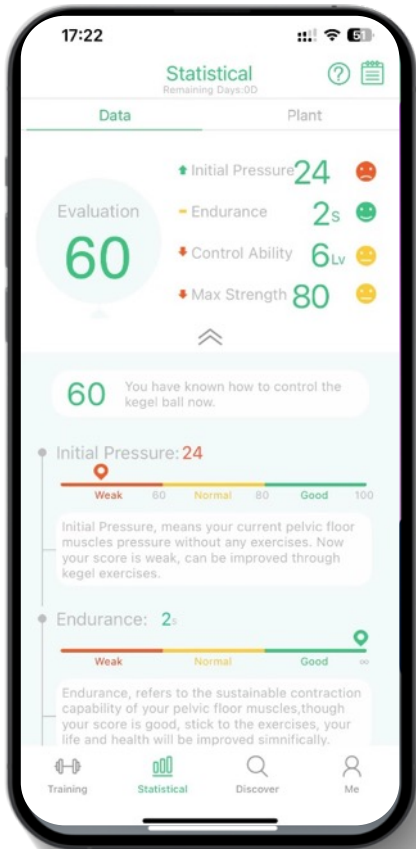 17:22
51
Statistical
Remaining Days:0D
Data
Plant
Evaluation
60
Initial Pressure 24
Endurance 2s
Control Ability 6Lv
Max Strength 80
60
You have known how to control the
kegel ball now.
Initial Pressure: 24
Weak 60 Normal 80 Good 100
Initial Pressure, means your current pelvic floor
muscles pressure without any exercises. Now
your score is weak, can be improved through
kegel exercises.
Endurance: 2s
Weak Normal Good ∞
Endurance, refers to the sustainable contraction
capability of your pelvic floor muscles,though
your score is good, stick to the exercises, your
life and health will be improved simnifically.
Training
Statistical
Discover
Me